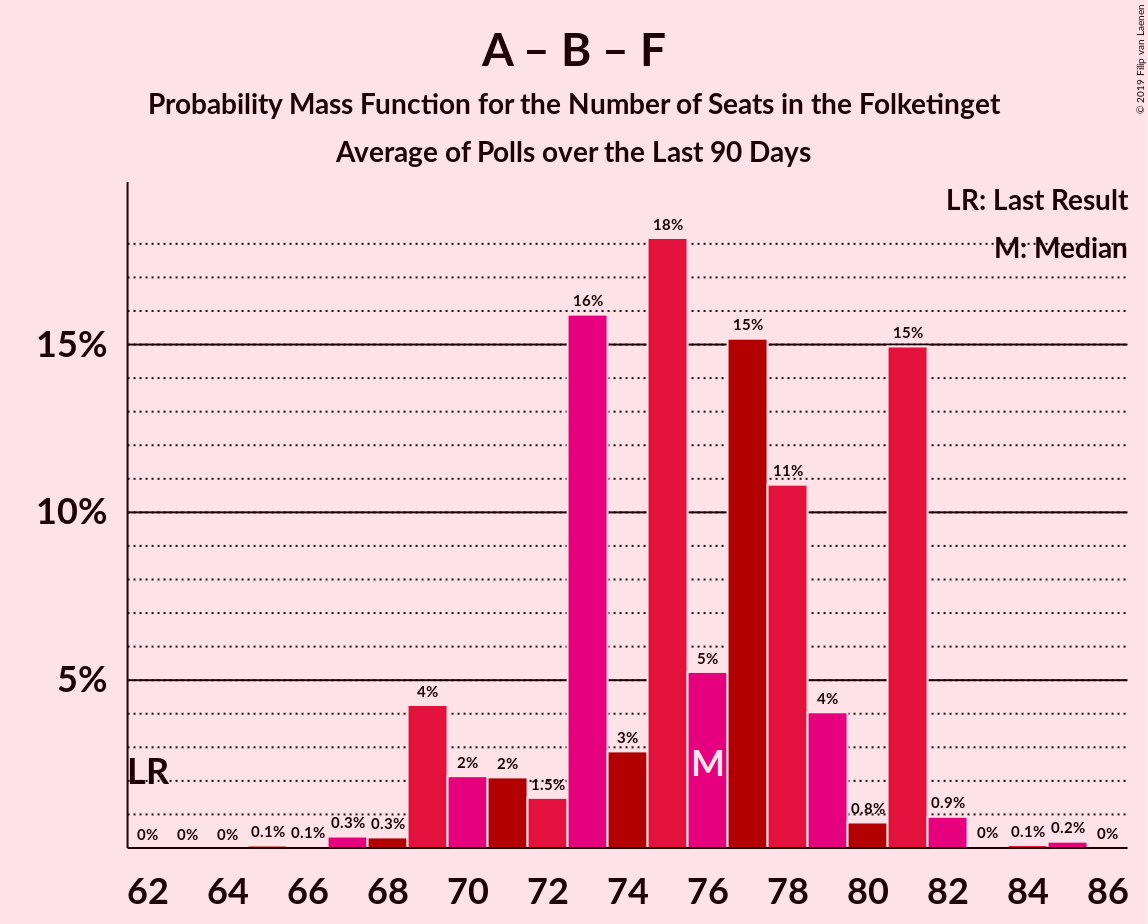 A – B – F
Probability Mass Function for the Number of Seats in the Folketinget
Average of Polls over the Last 90 Days
© 2019 Filip van Laenen
LR: Last Result
M: Median
15%
10%
5%
LR
M
0% 0% 0% 0.1% 0.1% 0.3% 0.3% 4% 2% 2% 1.5% 16% 3% 18% 5% 15% 11% 4% 0.8% 15% 0.9% 0% 0.1% 0.2% 0%
62 64 66 68 70 72 74 76 78 80 82 84 86